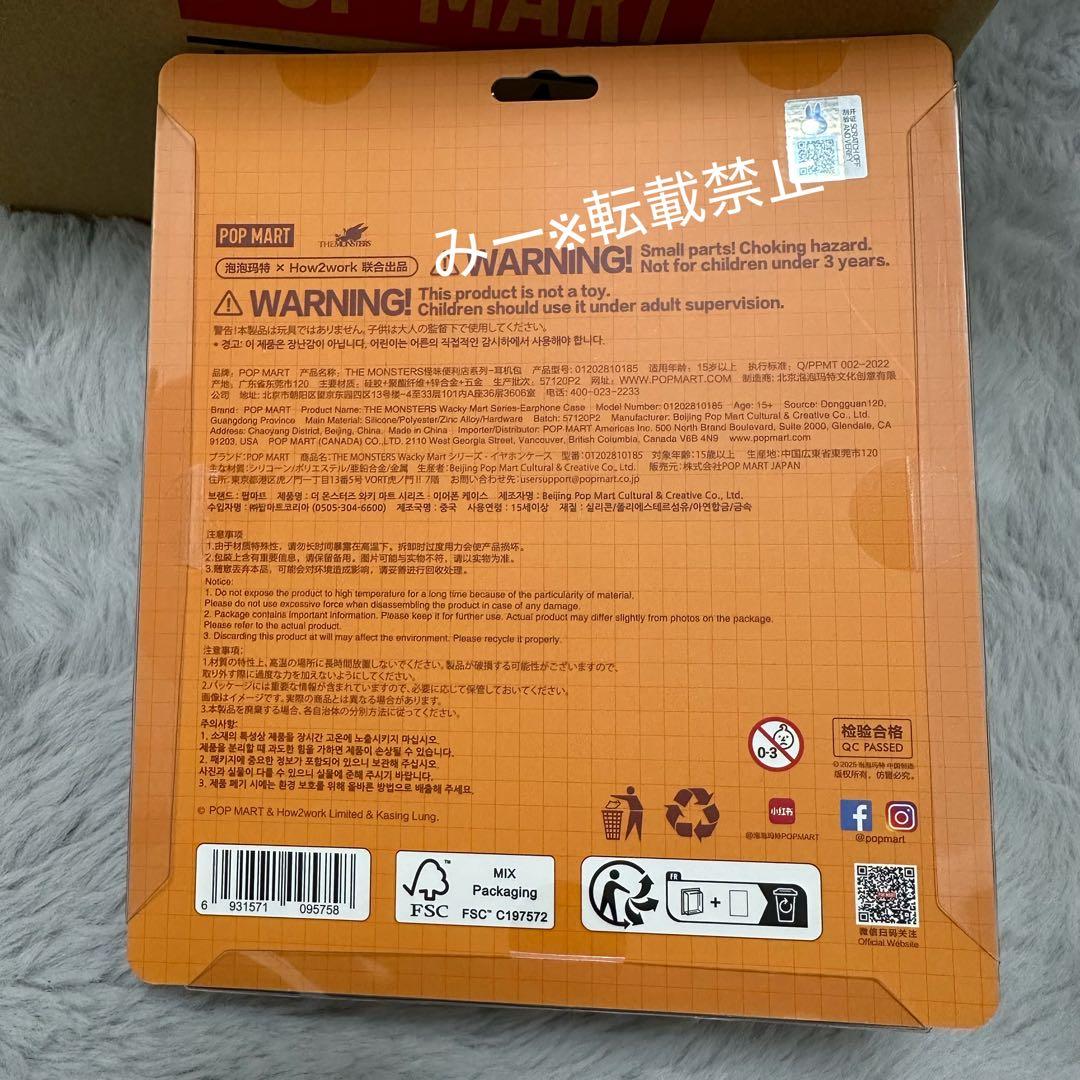 POP MART
开涂刮验 SCRATCH OFF AND VERIFY
みー※転載禁止
POP MART
THE MONSTERS
泡泡玛特 × How2work 联合出品
WARNING! Small parts! Choking hazard.
Not for children under 3 years.
WARNING! This product is not a toy.
Children should use it under adult supervision.
警告!本製品は玩具ではありません。子供は大人の監督下で使用してください。
* 경고: 이 제품은 장난감이 아닙니다. 어린이는 어른의 직접적인 감시하에서 사용해야 합니다.
品牌：POP MART 产品名称：THE MONSTERS怪味便利店系列-耳机包 产品型号：01202810185 适用年龄：15岁以上 执行标准：Q/PPMT 002-2022
产地：广东省东莞市120 主要材质：硅胶+聚酯纤维+锌合金+五金 生产批次：57120P2 网址：WWW.POPMART.COM 制造商：北京泡泡玛特文化创意有限
公司 地址：北京市朝阳区望京东园四区13号楼-4至33层101内A座36层3606室 电话：400-023-2233
Brand: POP MART Product Name: THE MONSTERS Wacky Mart Series-Earphone Case Model Number: 01202810185 Age: 15+ Source: Dongguan120,
Guangdong Province Main Material: Silicone/Polyester/Zinc Alloy/Hardware Batch: 57120P2 Manufacturer: Beijing Pop Mart Cultural & Creative Co., Ltd.
Address: Chaoyang District, Beijing, China. Made in China Importer/Distributor: POP MART Americas Inc. 500 North Brand Boulevard, Suite 2000, Glendale, CA
91203, USA POP MART (CANADA) CO.,LTD. 2110 West Georgia Street, Vancouver, British Columbia, Canada V6B 4N9 www.popmart.com
ブランド：POP MART 商品名：THE MONSTERS Wacky Mart シリーズ - イヤホンケース 型番：01202810185 対象年齢：15歳以上 生産地：中国広東省東莞市120
主な材質：シリコーン/ポリエステル/亜鉛合金/金属 生産者：Beijing Pop Mart Cultural & Creative Co., Ltd. 販売元：株式会社POP MART JAPAN
住所：東京都港区虎ノ門一丁目13番5号 VORT虎ノ門II 7階 お問い合わせ先：usersupport@popmart.co.jp
브랜드 : 팝마트 제품명 : 더 몬스터즈 와키 마트 시리즈 - 이어폰 케이스 제조자명 : Beijing Pop Mart Cultural & Creative Co., Ltd.
수입자명 : ㈜팝마트코리아 (0505-304-6600) 제조국명 : 중국 사용연령 : 15세이상 재질 : 실리콘/폴리에스테르섬유/아연합금/금속
注意事项
1.由于材质特殊性，请勿长时间暴露在高温下。拆卸时过度用力会使产品损坏。
2.包装上含有重要信息，请保留备用。图片可能与实物不符，请以实物为准。
3.随意丢弃本品，可能会对环境造成影响，请妥善进行回收处理。
Notice:
1. Do not expose the product to high temperature for a long time because of the particularity of material.
Please do not use excessive force when disassembling the product in case of any damage.
2. Package contains important information. Please keep it for further use. Actual product may differ slightly from photos on the package.
Please refer to the actual product.
3. Discarding this product at will may affect the environment. Please recycle it properly.
注意事項：
1.材質の特性上、高温の場所に長時間放置しないでください。製品が破損する可能性がございますので、
取り外す際に過度な力を加えないようにしてください。
2.パッケージには重要な情報が含まれていますので、必要に応じて保管しておいてください。
画像はイメージです。実際の商品とは異なる場合があります。
3.本製品を廃棄する場合、各自治体の分別方法に従ってください。
주의사항:
1. 소재의 특성상 제품을 장시간 고온에 노출시키지 마십시오.
제품을 분리할 때 과도한 힘을 가하면 제품이 손상될 수 있습니다.
2. 패키지에 중요한 정보가 포함되어 있으니 보관해 주십시오.
사진과 실물이 다를 수 있으니 실물에 준해 주시기 바랍니다.
3. 제품 폐기 시에는 환경 보호를 위해 올바른 방법으로 배출해 주세요.
© POP MART & How2work Limited & Kasing Lung.
0-3
检验合格
QC PASSED
© 2025 泡泡玛特 中国制造
版权所有，仿冒必究。
小红书
@泡泡玛特POPMART
@popmart
6 931571 095758
FSC™
MIX
Packaging
FSC™ C197572
FR
+
微信扫码关注
Official Website